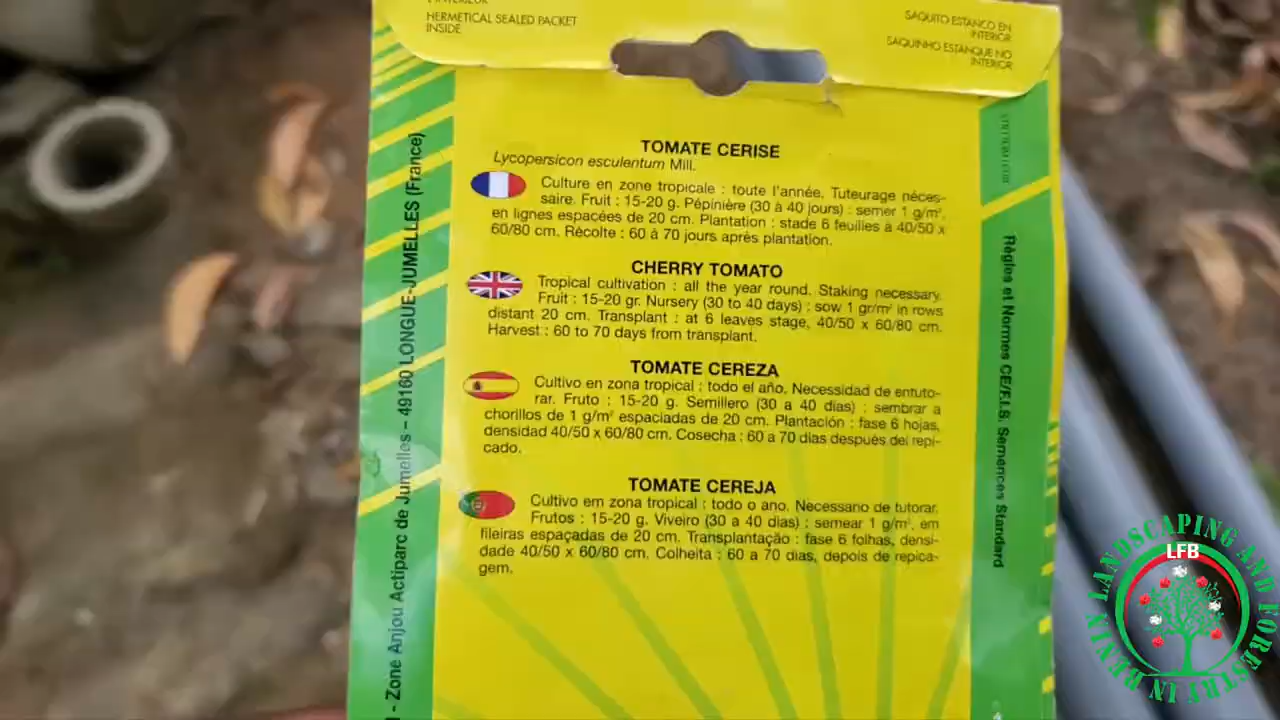 L'INTERIEUR
HERMETICAL SEALED PACKET
INSIDE
SAQUITO ESTANCO EN
INTERIOR
SAQUINHO ESTANQUE NO
INTERIOR
TOMATE CERISE
Lycopersicon esculentum Mill.
Culture en zone tropicale : toute l'année. Tuteurage néces-
saire. Fruit : 15-20 g. Pépinière (30 à 40 jours) : semer 1 g/m²,
en lignes espacées de 20 cm. Plantation : stade 6 feuilles à 40/50 x
60/80 cm. Récolte : 60 à 70 jours après plantation.
CHERRY TOMATO
Tropical cultivation : all the year round. Staking necessary.
Fruit : 15-20 gr. Nursery (30 to 40 days) : sow 1 gr/m² in rows
distant 20 cm. Transplant : at 6 leaves stage, 40/50 x 60/80 cm.
Harvest : 60 to 70 days from transplant.
TOMATE CEREZA
Cultivo en zona tropical : todo el año. Necessidad de entuto-
rar. Fruto : 15-20 g. Semillero (30 a 40 dias) : sembrar a
chorillos de 1 g/m² espaciadas de 20 cm. Plantación : fase 6 hojas,
densidad 40/50 x 60/80 cm. Cosecha : 60 a 70 dias después del repi-
cado.
TOMATE CEREJA
Cultivo em zona tropical : todo o ano. Necessano de tutorar.
Frutos : 15-20 g. Viveiro (30 a 40 dias) : semear 1 g/m², em
fileiras espaçadas de 20 cm. Transplantação : fase 6 folhas, densi-
dade 40/50 x 60/80 cm. Colheita : 60 a 70 dias, depois de repica-
gem.
- Zone Anjou Actiparc de Jumelles – 49160 LONGUE-JUMELLES (France)
Règles et Normes CE/F.I.S. Semences Standard
LANDSCAPING AND FORESTRY IN BENIN
LFB